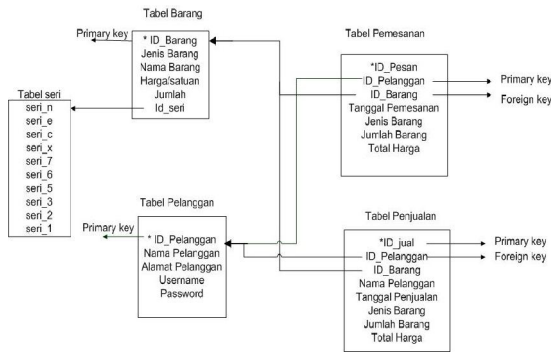 Tabel Barang
Primary key
* ID_Barang
Jenis Barang
Nama Barang
Harga/satuan
Jumlah
Id_seri
Tabel seri
seri_n
seri_e
seri_c
seri_x
seri_7
seri_6
seri_5
seri_3
seri_2
seri_1
Tabel Pemesanan
*ID_Pesan
ID_Pelanggan
ID_Barang
Tanggal Pemesanan
Jenis Barang
Jumlah Barang
Total Harga
Primary key
Foreign key
Tabel Pelanggan
Primary key
* ID_Pelanggan
Nama Pelanggan
Alamat Pelanggan
Username
Password
Tabel Penjualan
*ID_jual
ID_Pelanggan
ID_Barang
Nama Pelanggan
Tanggal Penjualan
Jenis Barang
Jumlah Barang
Total Harga
Primary key
Foreign key